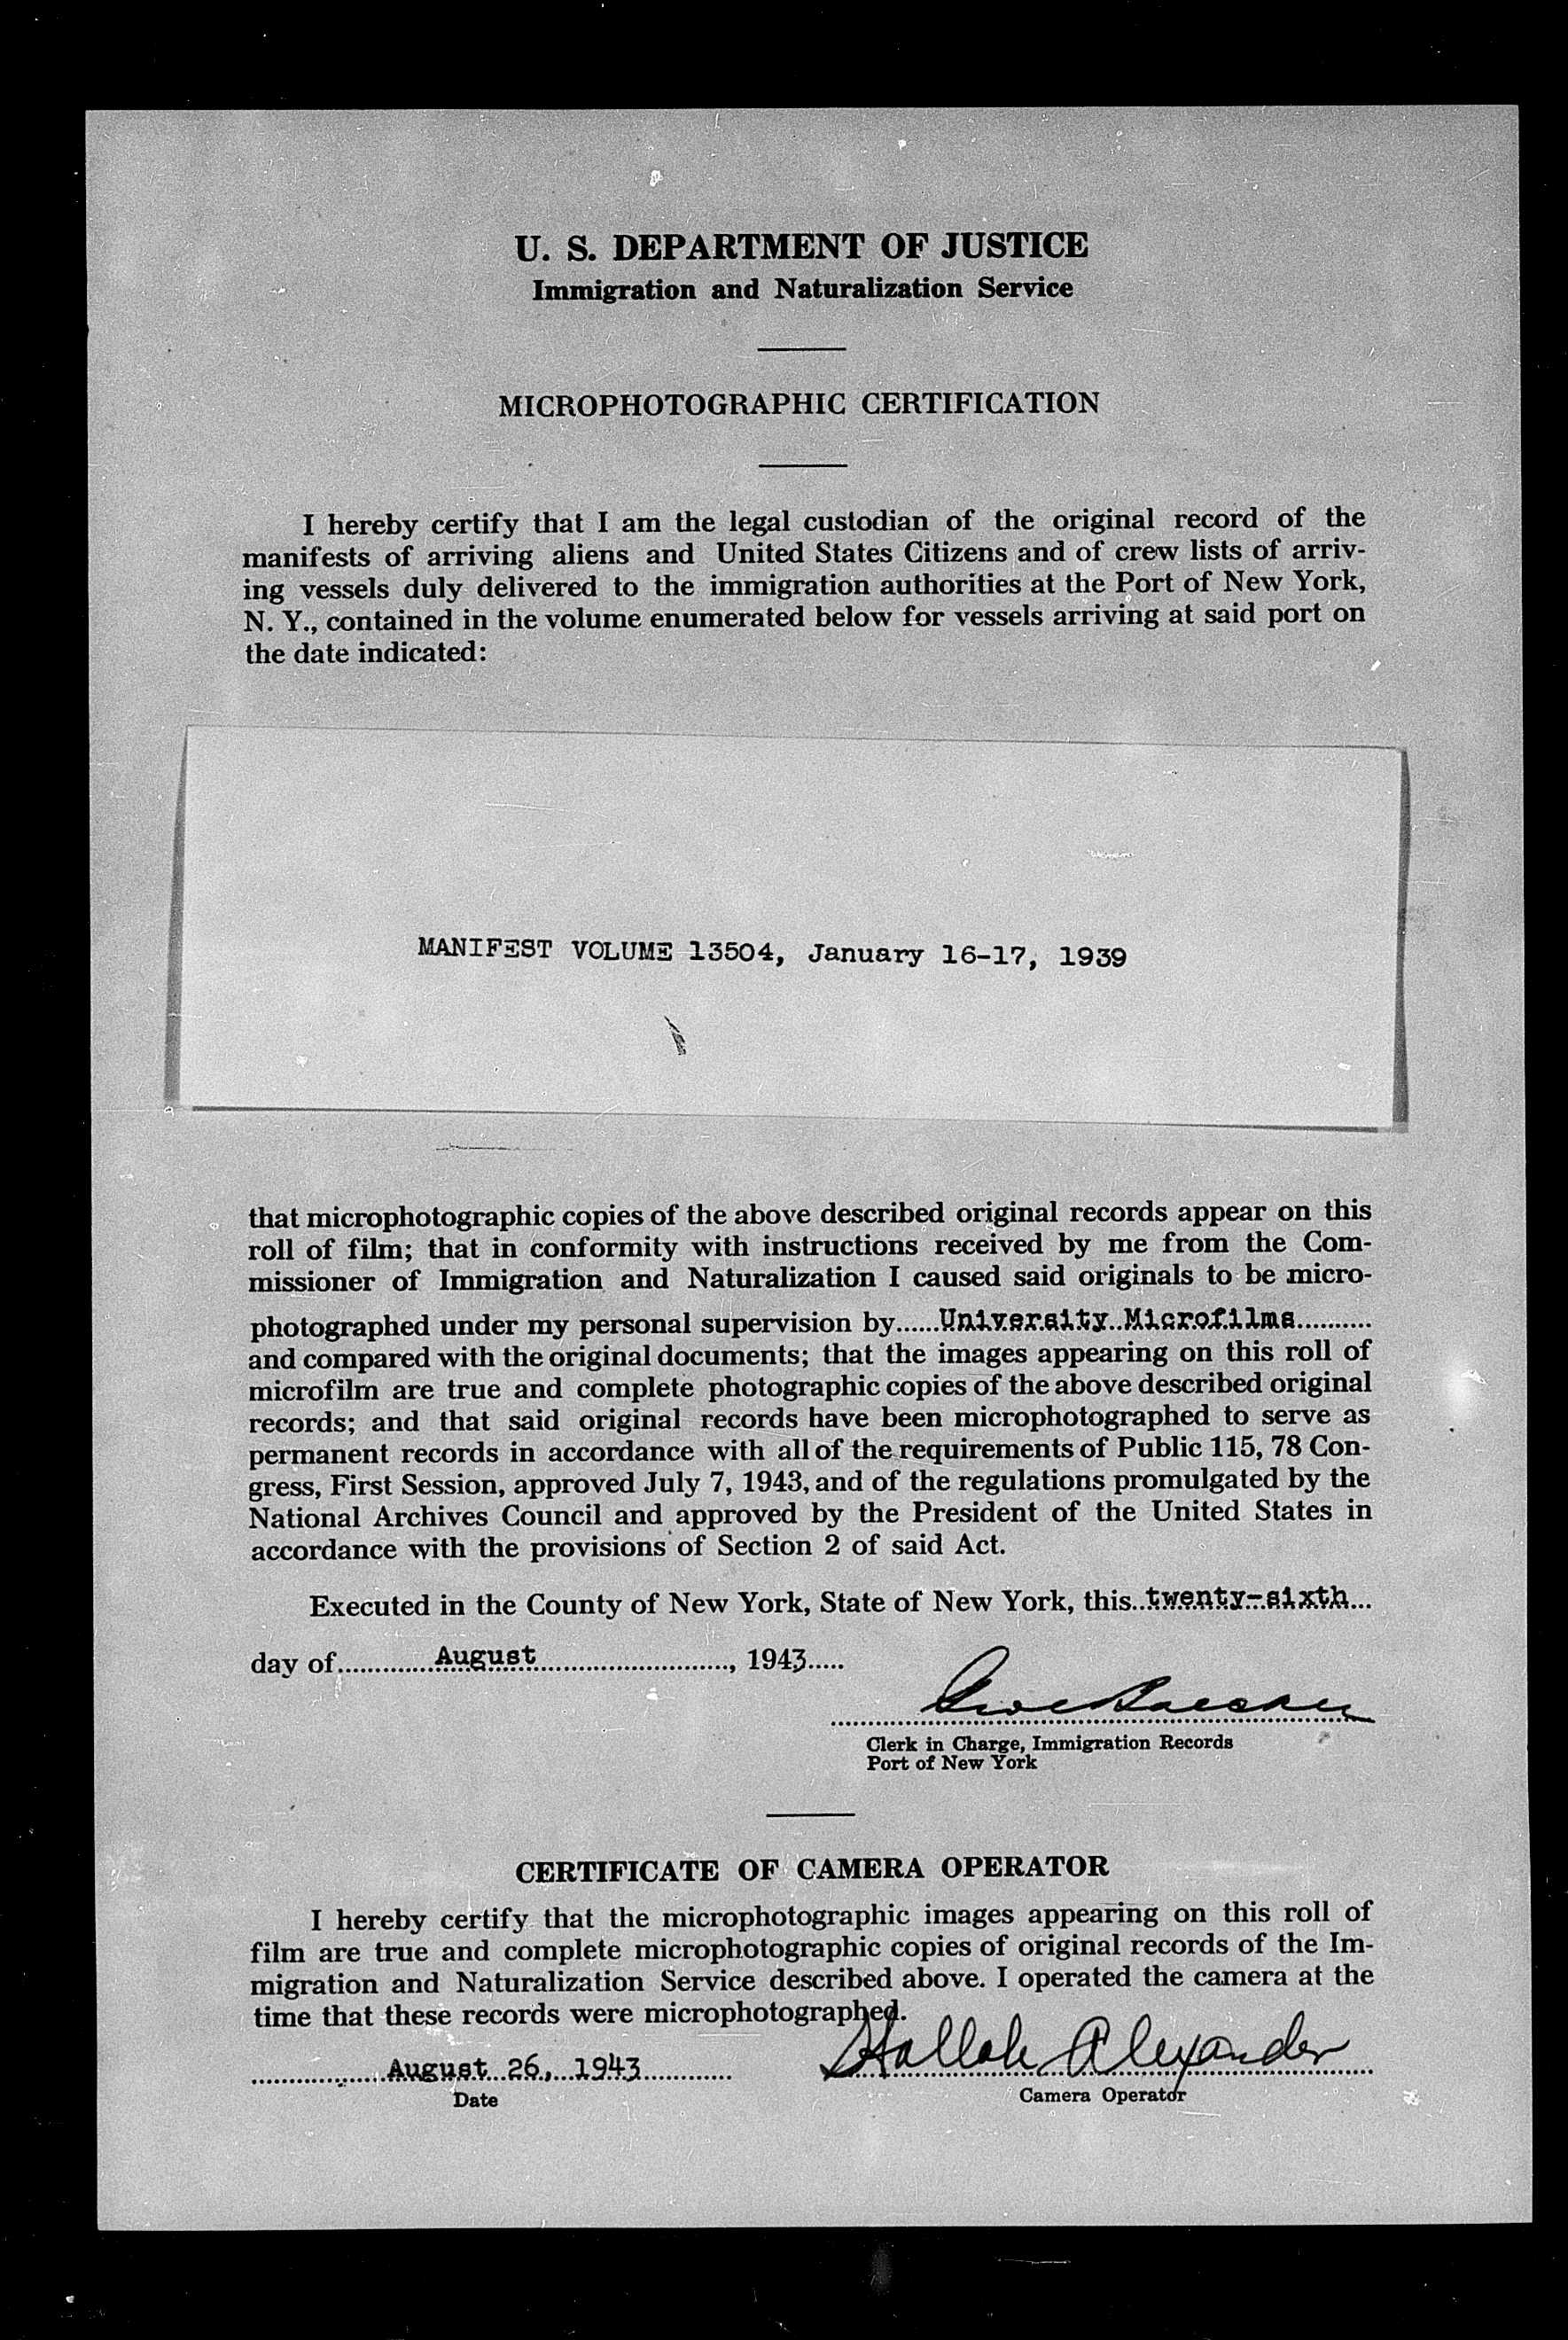 U. S. DEPARTMENT OF JUSTICE
Immigration and Naturalization Service
MICROPHOTOGRAPHIC CERTIFICATION
I hereby certify that I am the legal custodian of the original record of the
manifests of arriving aliens and United States Citizens and of crew lists of arriv-
ing vessels duly delivered to the immigration authorities at the Port of New York,
N. Y., contained in the volume enumerated below for vessels arriving at said port on
the date indicated:
MANIFEST VOLUME 13504, January 16-17, 1939
that microphotographic copies of the above described original records appear on this
roll of film; that in conformity with instructions received by me from the Com-
missioner of Immigration and Naturalization I caused said originals to be micro-
photographed under my personal supervision by......University Microfilms..........
and compared with the original documents; that the images appearing on this roll of
microfilm are true and complete photographic copies of the above described original
records; and that said original records have been microphotographed to serve as
permanent records in accordance with all of the requirements of Public 115, 78 Con-
gress, First Session, approved July 7, 1943, and of the regulations promulgated by the
National Archives Council and approved by the President of the United States in
accordance with the provisions of Section 2 of said Act.
Executed in the County of New York, State of New York, this..twenty-sixth...
day of.............August............................., 1943.....
Clerk in Charge, Immigration Records
Port of New York
CERTIFICATE OF CAMERA OPERATOR
I hereby certify that the microphotographic images appearing on this roll of
film are true and complete microphotographic copies of original records of the Im-
migration and Naturalization Service described above. I operated the camera at the
time that these records were microphotographed.
..................August 26, 1943............. Alexander
Date Camera Operator